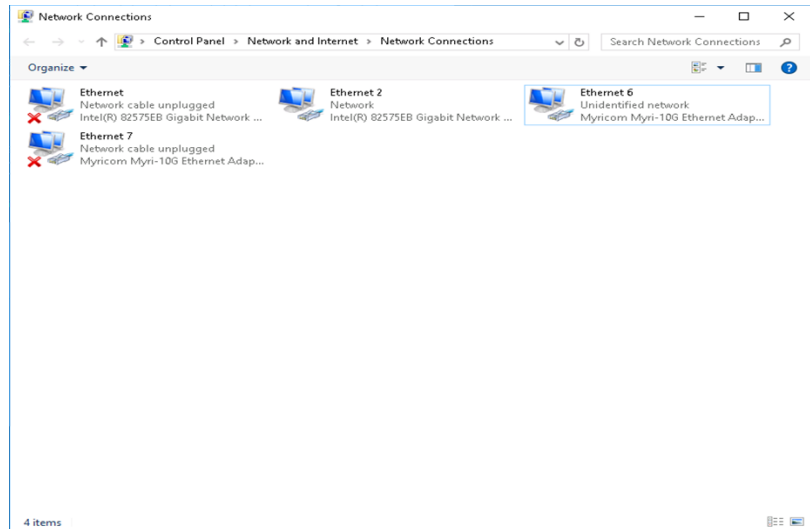 Network Connections
Control Panel > Network and Internet > Network Connections
Search Network Connections
Organize
Ethernet
Network cable unplugged
Intel(R) 82575EB Gigabit Network ...
Ethernet 2
Network
Intel(R) 82575EB Gigabit Network ...
Ethernet 6
Unidentified network
Myricom Myri-10G Ethernet Adap...
Ethernet 7
Network cable unplugged
Myricom Myri-10G Ethernet Adap...
4 items